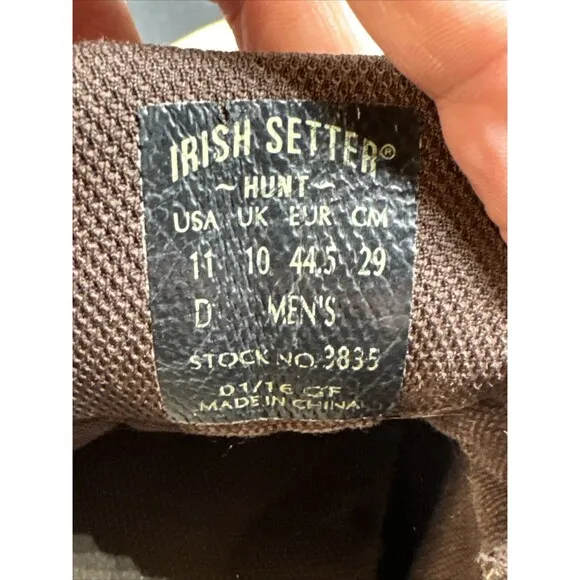 IRISH SETTER®
~HUNT~
USA UK EUR CM
11 10 44.5 29
D MEN'S
STOCK NO. 3835
01/16 GF
MADE IN CHINA